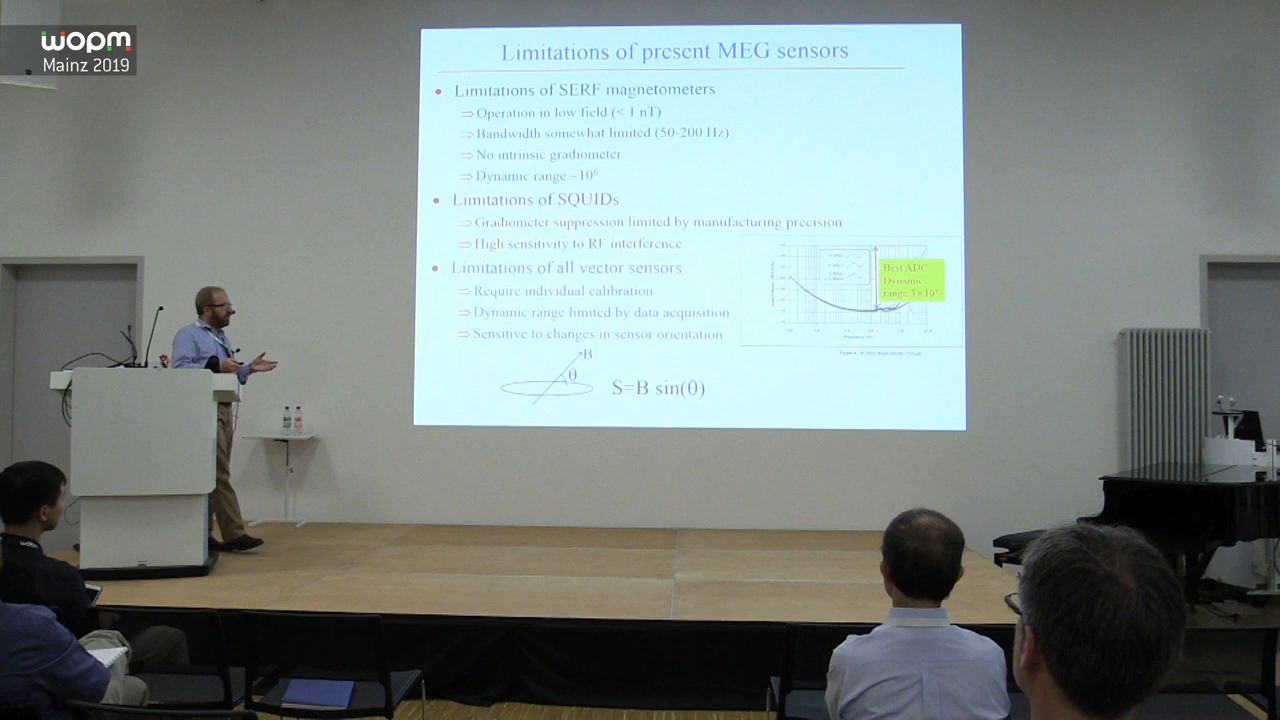 wopm
Mainz 2019
Limitations of present MEG sensors
• Limitations of SERF magnetometers
⇒ Operation in low field (< 1 nT)
⇒ Bandwidth somewhat limited (50-200 Hz)
⇒ No intrinsic gradiometer
⇒ Dynamic range ~10⁶
• Limitations of SQUIDs
⇒ Gradiometer suppression limited by manufacturing precision
⇒ High sensitivity to RF interference
• Limitations of all vector sensors
⇒ Require individual calibration
⇒ Dynamic range limited by data acquisition
⇒ Sensitive to changes in sensor orientation
Best ADC
Dynamic
range
B
θ
S=B sin(θ)
wopm